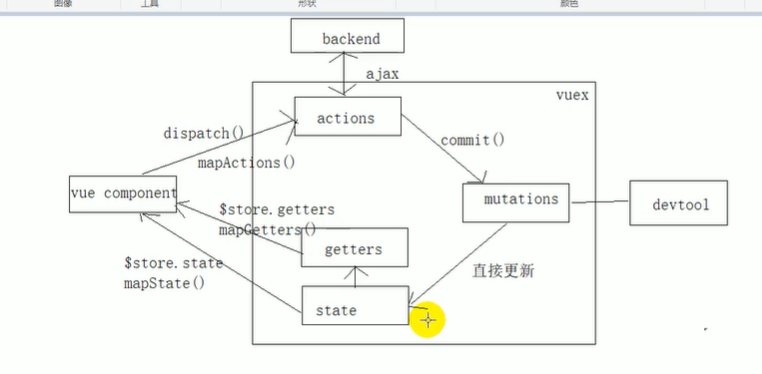 图像
工具
形状
颜色
backend
ajax
vuex
actions
dispatch()
commit()
mapActions()
vue component
mutations
devtool
$store.getters
mapGetters()
getters
$store.state
mapState()
直接更新
state